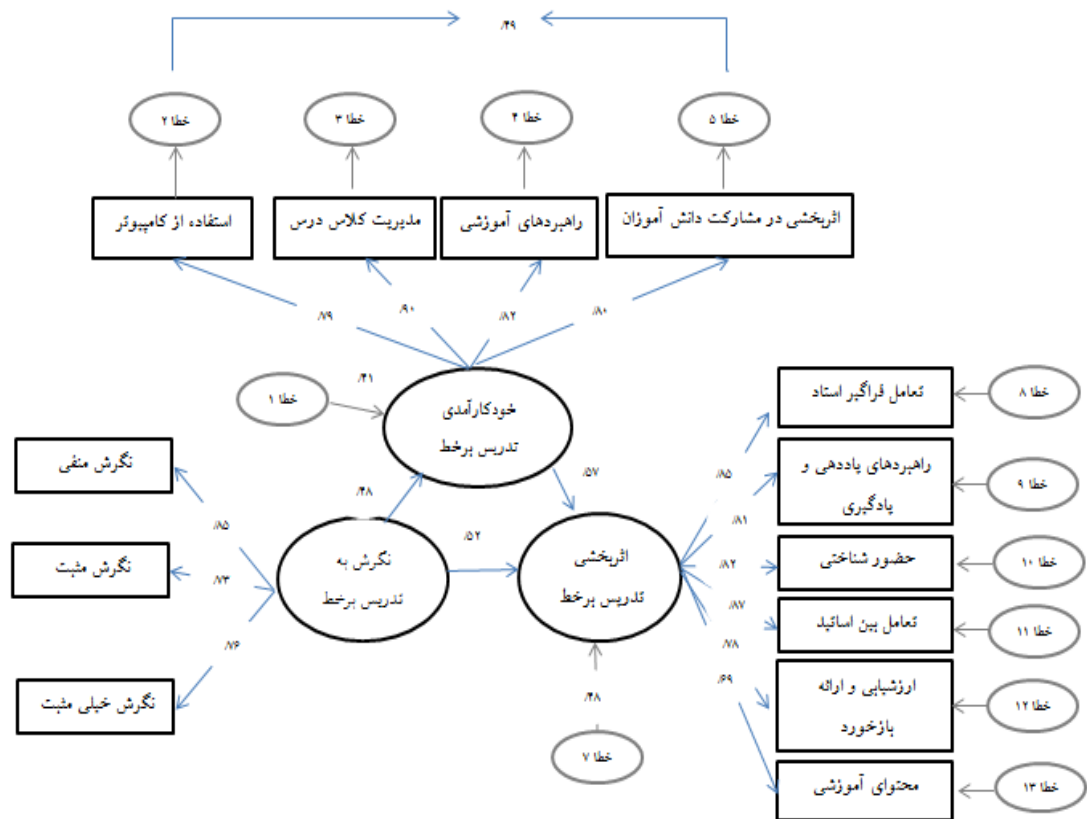 /۴۹
خطا ۲
خطا ۳
خطا ۴
خطا ۵
استفاده از کامپیوتر
مدیریت کلاس درس
راهبردهای آموزشی
اثربخشی در مشارکت دانش آموزان
/۷۹
/۹۰
/۸۲
/۸۰
/۴۱
خطا ۱
خودکارآمدی
تدریس برخط
تعامل فراگیر استاد
خطا ۸
نگرش منفی
/۸۵
/۴۸
/۵۷
/۸۵
راهبردهای یاددهی و
یادگیری
خطا ۹
/۸۱
نگرش مثبت
/۷۳
نگرش به
تدریس برخط
/۵۲
اثربخشی
تدریس برخط
/۸۲
حضور شناختی
خطا ۱۰
/۸۷
تعامل بین اساتید
خطا ۱۱
/۷۶
نگرش خیلی مثبت
/۷۸
/۶۹
ارزشیابی و ارائه
بازخورد
خطا ۱۲
/۴۸
خطا ۷
محتوای آموزشی
خطا ۱۳